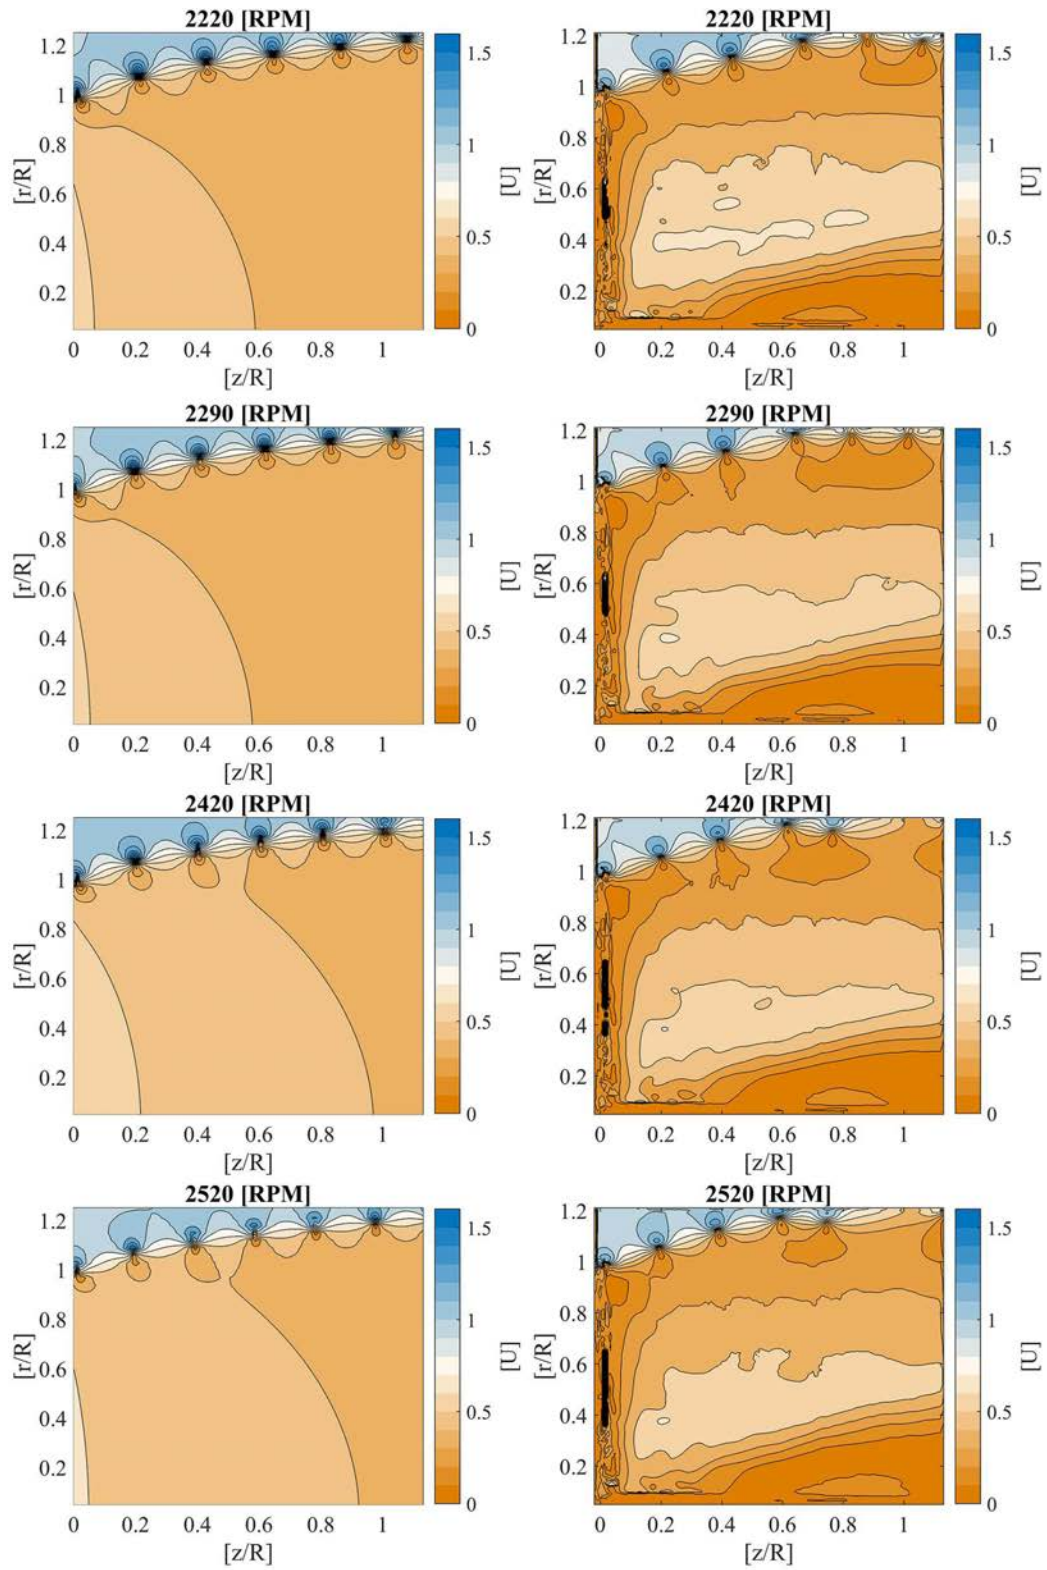 2220 [RPM] 2220 [RPM]
1.2 1 0.8 0.6 0.4 0.2 [r/R] 1.5 1 0.5 0 [U] 1.2 1 0.8 0.6 0.4 0.2 [r/R] 1.5 1 0.5 0 [U]
0 0.2 0.4 0.6 0.8 1 0 0.2 0.4 0.6 0.8 1
[z/R] [z/R]
2290 [RPM] 2290 [RPM]
1.2 1 0.8 0.6 0.4 0.2 [r/R] 1.5 1 0.5 0 [U] 1.2 1 0.8 0.6 0.4 0.2 [r/R] 1.5 1 0.5 0 [U]
0 0.2 0.4 0.6 0.8 1 0 0.2 0.4 0.6 0.8 1
[z/R] [z/R]
2420 [RPM] 2420 [RPM]
1.2 1 0.8 0.6 0.4 0.2 [r/R] 1.5 1 0.5 0 [U] 1.2 1 0.8 0.6 0.4 0.2 [r/R] 1.5 1 0.5 0 [U]
0 0.2 0.4 0.6 0.8 1 0 0.2 0.4 0.6 0.8 1
[z/R] [z/R]
2520 [RPM] 2520 [RPM]
1.2 1 0.8 0.6 0.4 0.2 [r/R] 1.5 1 0.5 0 [U] 1.2 1 0.8 0.6 0.4 0.2 [r/R] 1.5 1 0.5 0 [U]
0 0.2 0.4 0.6 0.8 1 0 0.2 0.4 0.6 0.8 1
[z/R] [z/R]